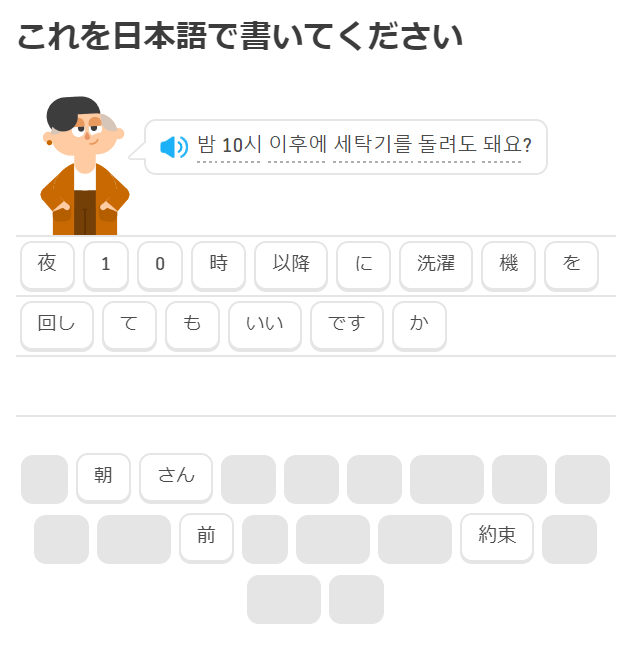 これを日本語で書いてください
밤 10시 이후에 세탁기를 돌려도 돼요?
夜 1 0 時 以降 に 洗濯 機 を
回し て も いい です か
朝 さん
前 約束